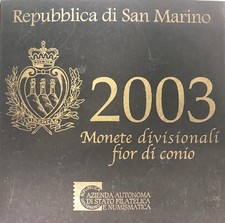 Repubblica di San Marino
2003
Monete divisionali
fior di conio
AZIENDA AUTONOMA
DI STATO FILATELICA
E NUMISMATICA